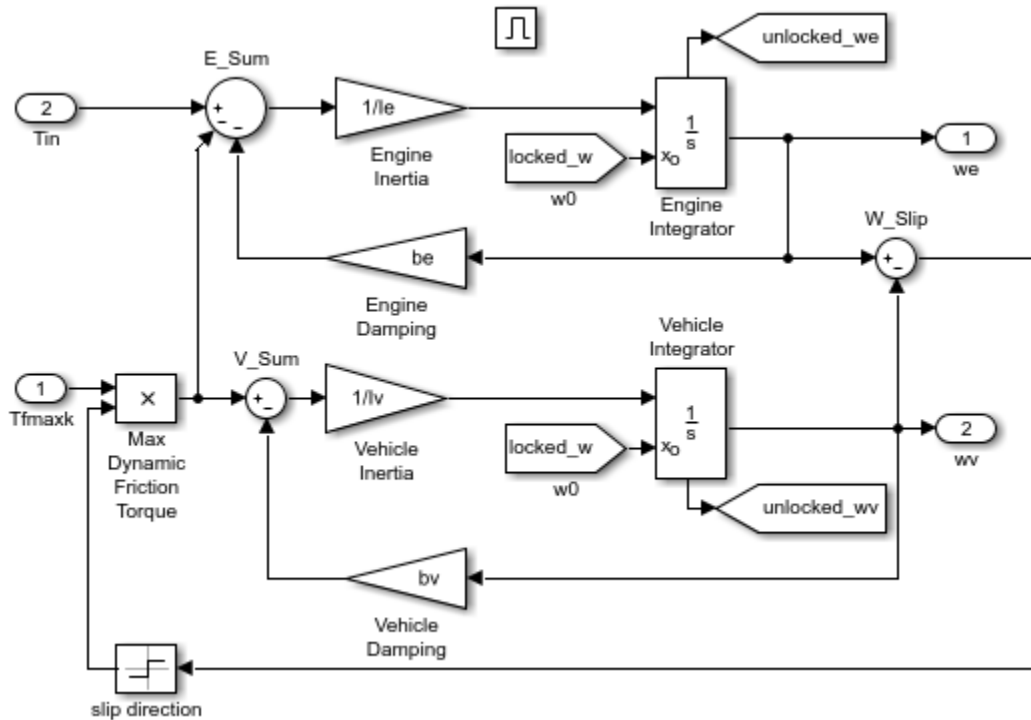 unlocked_we
E_Sum
2
Tin
+
−
−
1/Ie
Engine
Inertia
locked_w
w0
1
s
xo
Engine
Integrator
1
we
W_Slip
+
−
be
Engine
Damping
Vehicle
Integrator
V_Sum
1
Tfmaxk
×
Max
Dynamic
Friction
Torque
+
−
1/Iv
Vehicle
Inertia
locked_w
w0
1
s
xo
2
wv
unlocked_wv
bv
Vehicle
Damping
slip direction